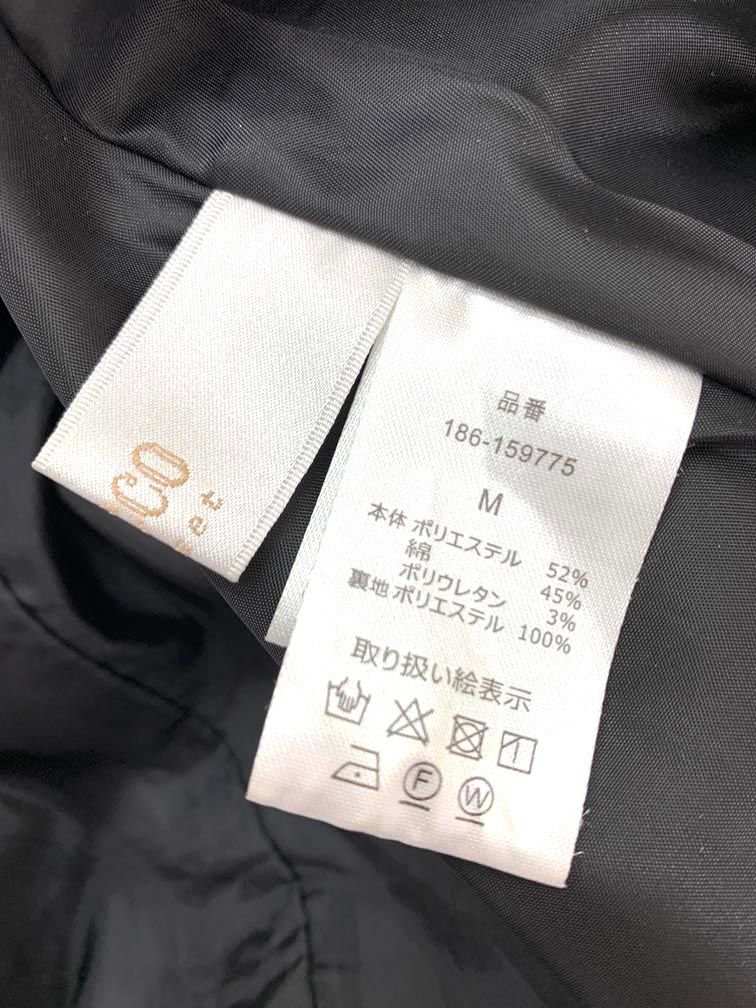 品番
186-159775
M
本体 ポリエステル 52%
綿 45%
ポリウレタン 3%
裏地 ポリエステル 100%
取り扱い絵表示
F
W